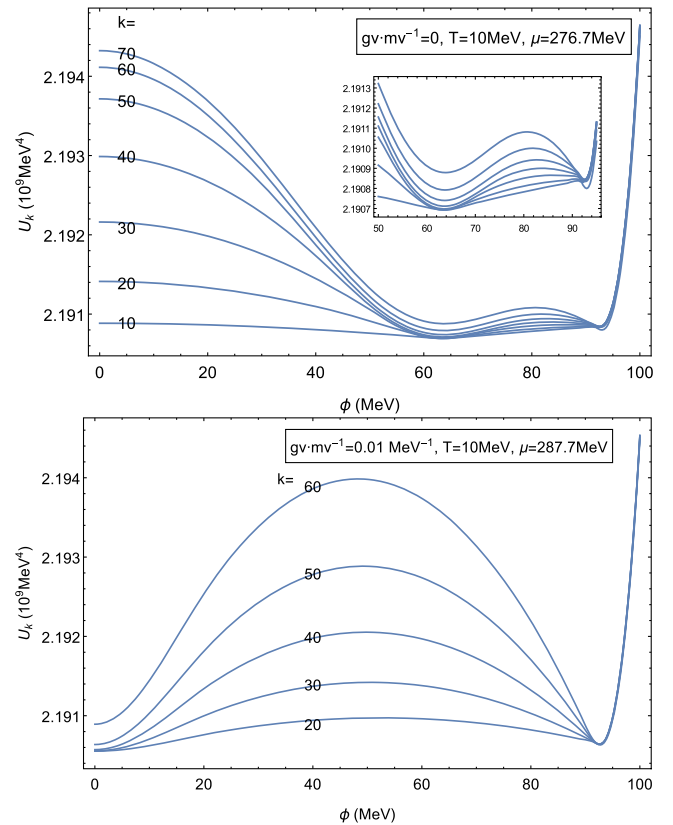 k=
gv·mv⁻¹=0, T=10MeV, μ=276.7MeV
70
60
50
40
30
20
10
2.194
2.193
2.192
2.191
U_k (10⁹MeV⁴)
2.1913
2.1912
2.1911
2.1910
2.1909
2.1908
2.1907
50 60 70 80 90
0 20 40 60 80 100
ϕ (MeV)
gv·mv⁻¹=0.01 MeV⁻¹, T=10MeV, μ=287.7MeV
k=
60
50
40
30
20
2.194
2.193
2.192
2.191
U_k (10⁹MeV⁴)
0 20 40 60 80 100
ϕ (MeV)